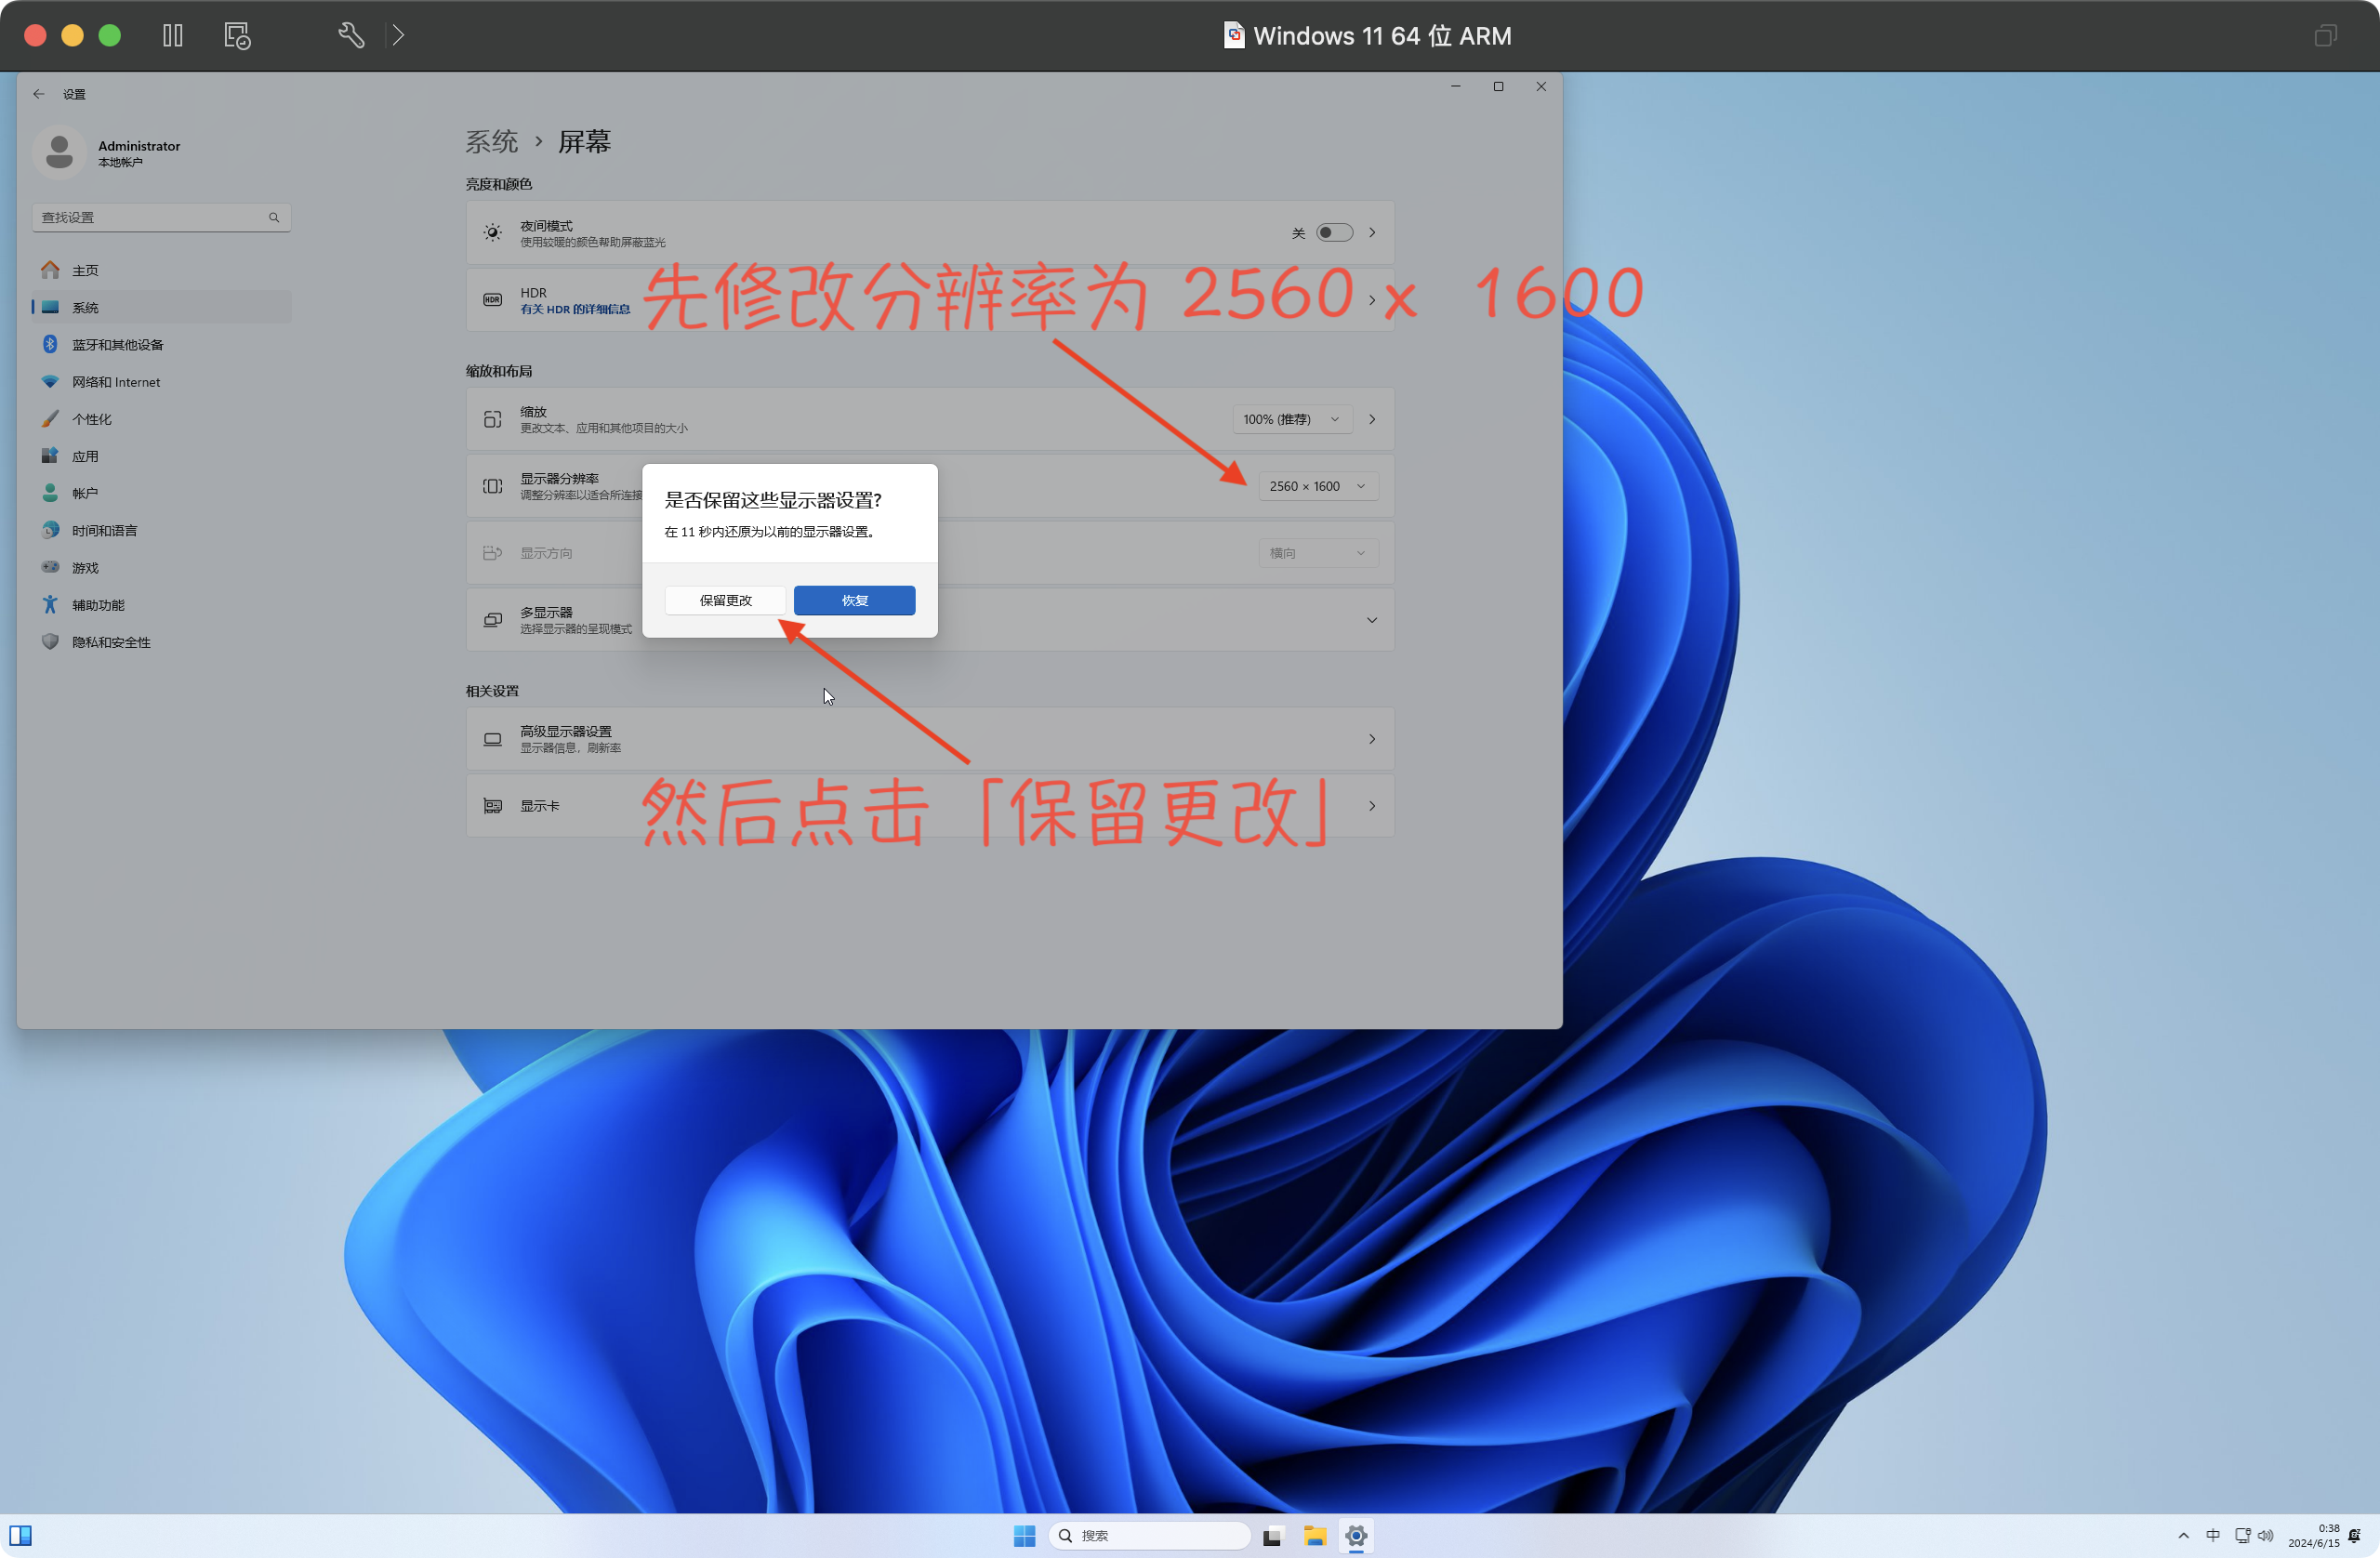 Windows 11 64 位 ARM
设置
Administrator
本地帐户
查找设置
主页
系统
蓝牙和其他设备
网络和 Internet
个性化
应用
帐户
时间和语言
游戏
辅助功能
隐私和安全性
系统 › 屏幕
亮度和颜色
夜间模式
使用较暖的颜色帮助屏蔽蓝光
关
HDR
有关 HDR 的详细信息
先修改分辨率为 2560 x 1600
缩放和布局
缩放
更改文本、应用和其他项目的大小
100% (推荐)
显示器分辨率
调整分辨率以适合所连接
2560 × 1600
显示方向
横向
多显示器
选择显示器的呈现模式
是否保留这些显示器设置?
在 11 秒内还原为以前的显示器设置。
保留更改
恢复
相关设置
高级显示器设置
显示器信息，刷新率
显示卡
然后点击「保留更改」
搜索
中
0:38
2024/6/15